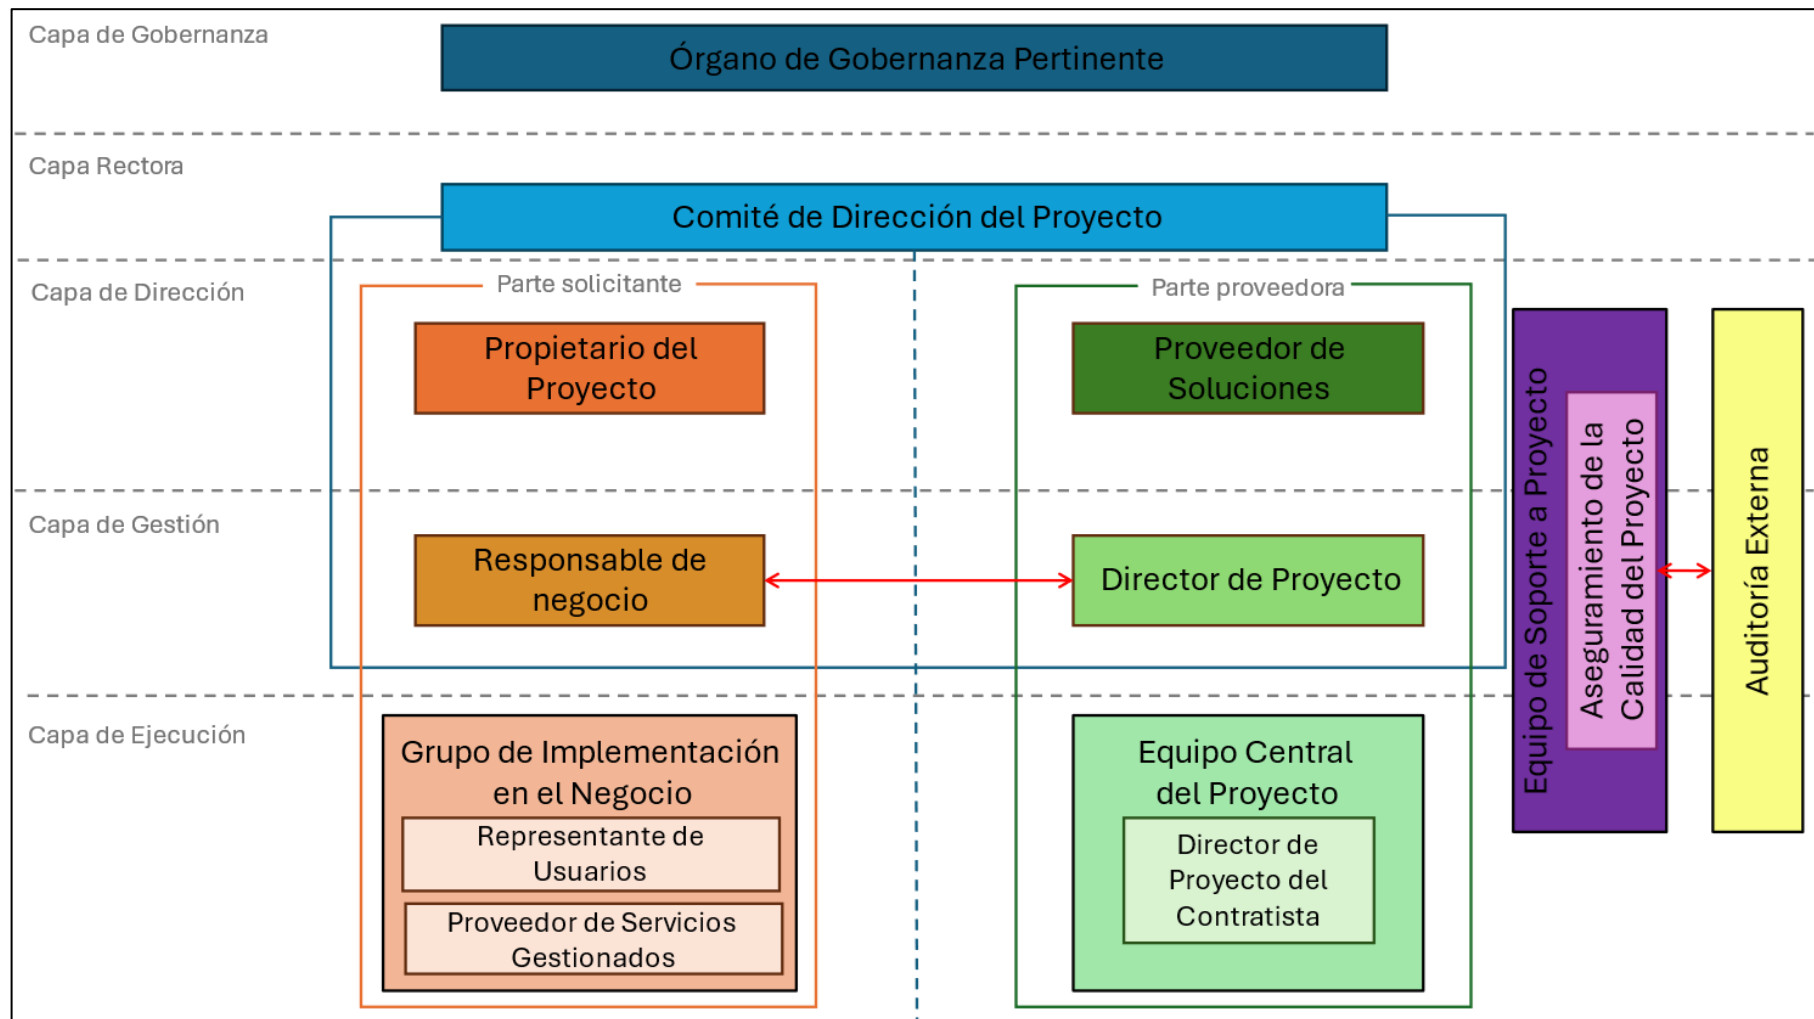 Capa de Gobernanza
Órgano de Gobernanza Pertinente
Capa Rectora
Comité de Dirección del Proyecto
Capa de Dirección
Parte solicitante
Parte proveedora
Propietario del
Proyecto
Proveedor de
Soluciones
Capa de Gestión
Responsable de
negocio
Director de Proyecto
Equipo de Soporte a Proyecto
Aseguramiento de la
Calidad del Proyecto
Auditoría Externa
Capa de Ejecución
Grupo de Implementación
en el Negocio
Representante de
Usuarios
Proveedor de Servicios
Gestionados
Equipo Central
del Proyecto
Director de
Proyecto del
Contratista